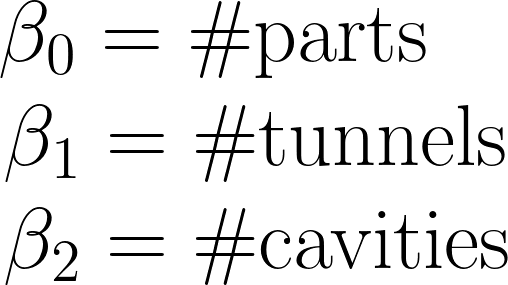 β₀ = #parts
β₁ = #tunnels
β₂ = #cavities